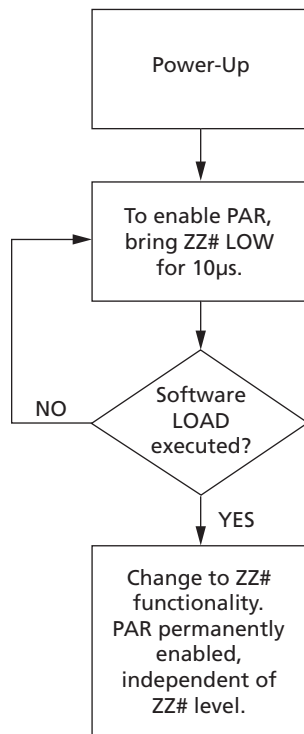 Power-Up
To enable PAR,
bring ZZ# LOW
for 10µs.
Software
LOAD
executed?
NO
YES
Change to ZZ#
functionality.
PAR permanently
enabled,
independent of
ZZ# level.